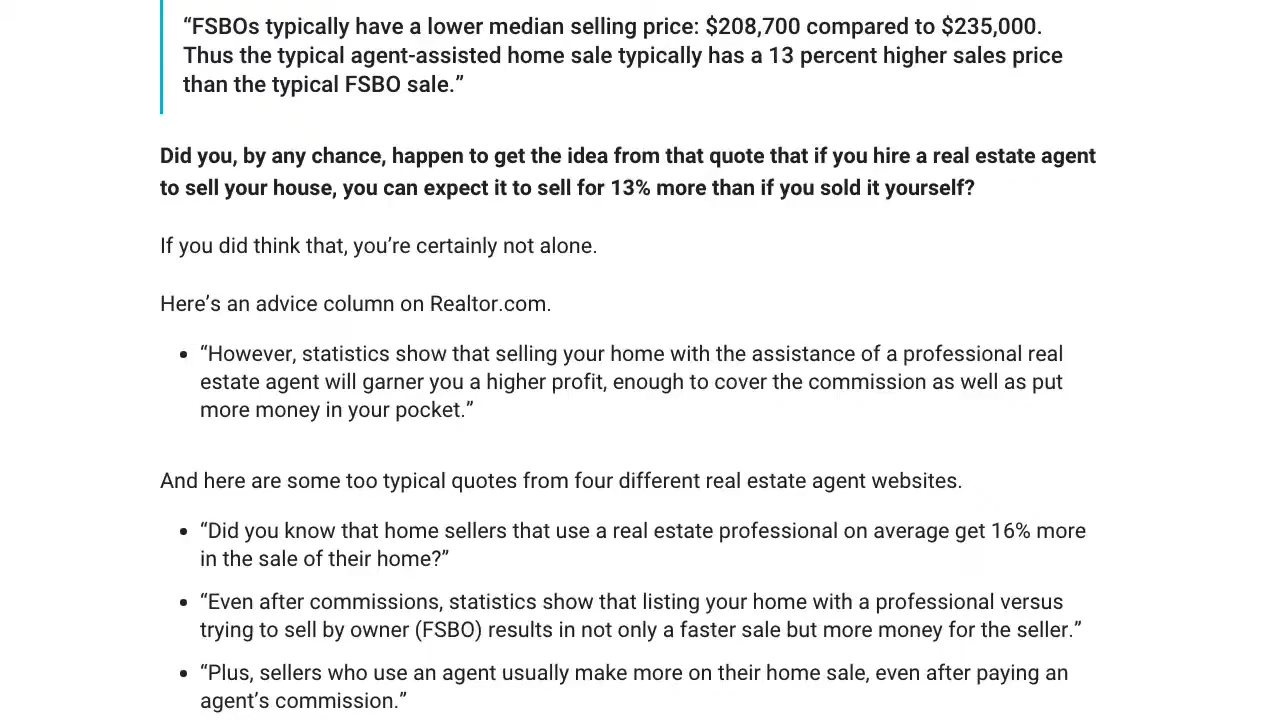 “FSBOs typically have a lower median selling price: $208,700 compared to $235,000.
Thus the typical agent-assisted home sale typically has a 13 percent higher sales price
than the typical FSBO sale.”
Did you, by any chance, happen to get the idea from that quote that if you hire a real estate agent
to sell your house, you can expect it to sell for 13% more than if you sold it yourself?
If you did think that, you’re certainly not alone.
Here’s an advice column on Realtor.com.
• “However, statistics show that selling your home with the assistance of a professional real
estate agent will garner you a higher profit, enough to cover the commission as well as put
more money in your pocket.”
And here are some too typical quotes from four different real estate agent websites.
• “Did you know that home sellers that use a real estate professional on average get 16% more
in the sale of their home?”
• “Even after commissions, statistics show that listing your home with a professional versus
trying to sell by owner (FSBO) results in not only a faster sale but more money for the seller.”
• “Plus, sellers who use an agent usually make more on their home sale, even after paying an
agent’s commission.”